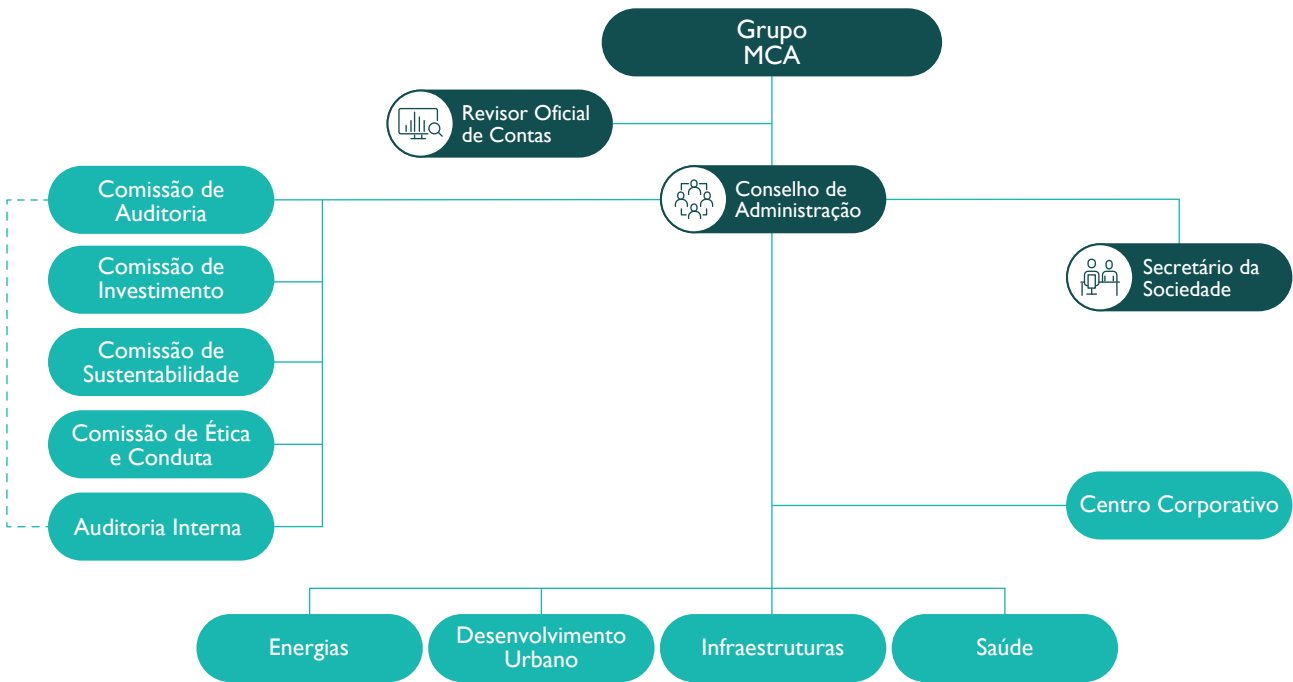 Grupo
MCA
Revisor Oficial
de Contas
Conselho de
Administração
Secretário da
Sociedade
Comissão de
Auditoria
Comissão de
Investimento
Comissão de
Sustentabilidade
Comissão de Ética
e Conduta
Auditoria Interna
Centro Corporativo
Energias
Desenvolvimento
Urbano
Infraestruturas
Saúde